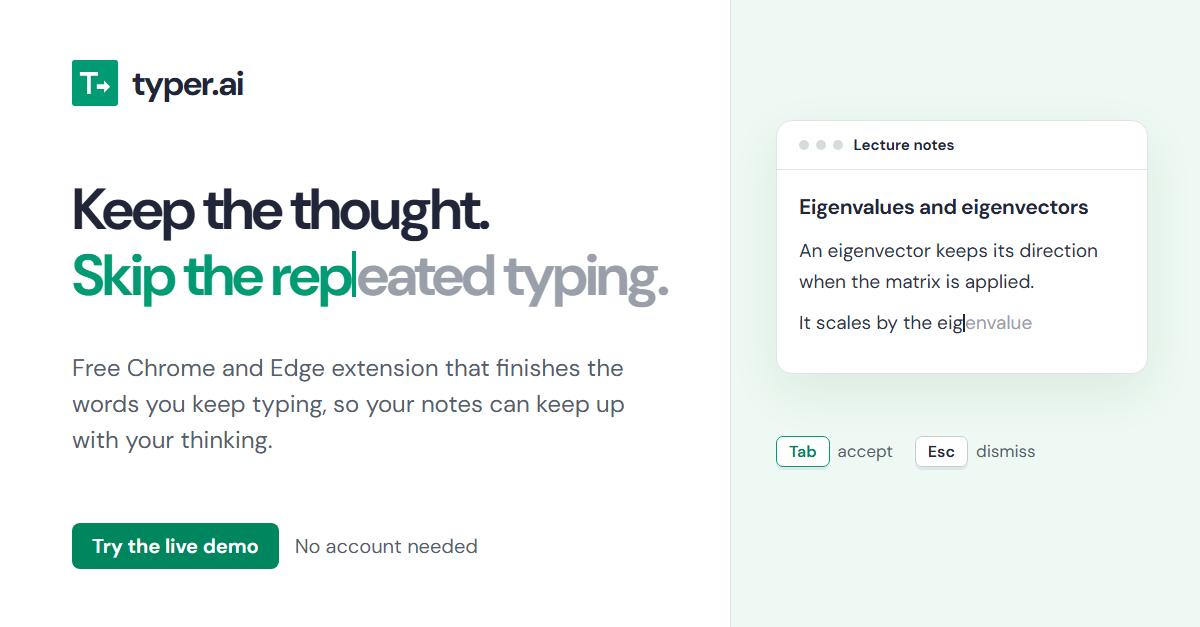 T
typer.ai
Keep the thought.
Skip the repeated typing.
Free Chrome and Edge extension that finishes the
words you keep typing, so your notes can keep up
with your thinking.
Try the live demo
No account needed
Lecture notes
Eigenvalues and eigenvectors
An eigenvector keeps its direction
when the matrix is applied.
It scales by the eigenvalue
Tab accept Esc dismiss